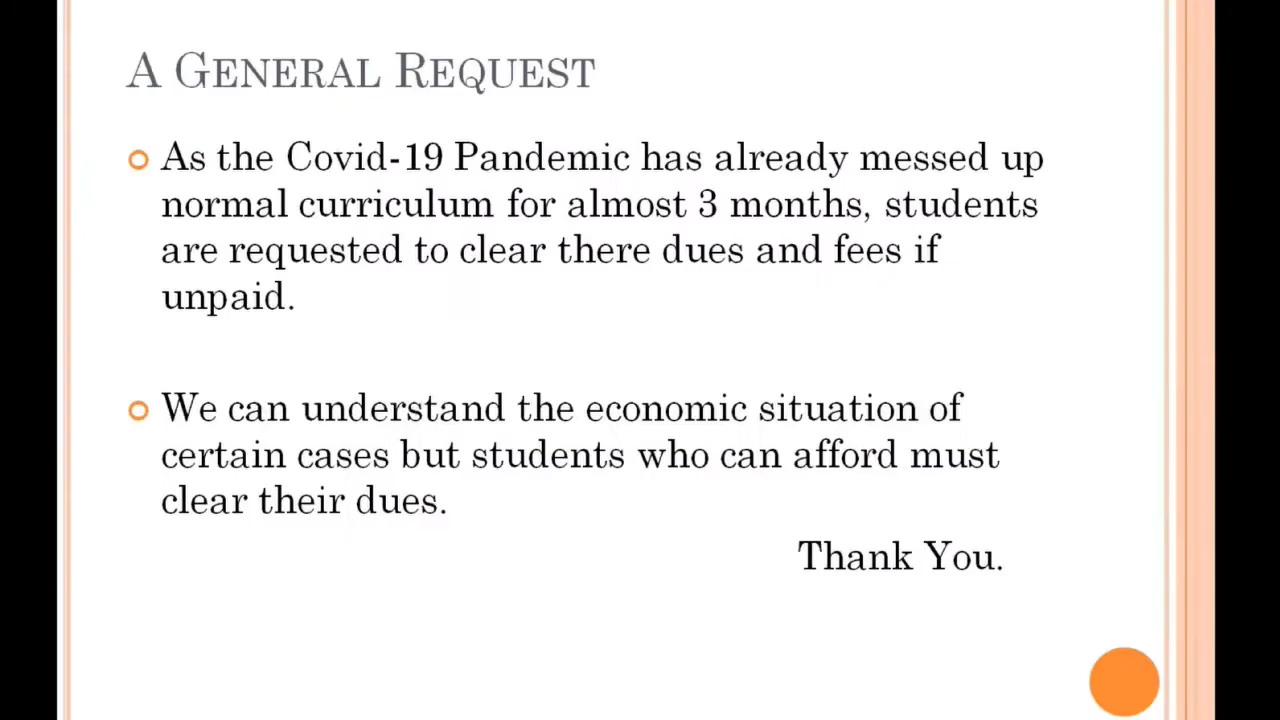 A General Request
As the Covid-19 Pandemic has already messed up
normal curriculum for almost 3 months, students
are requested to clear there dues and fees if
unpaid.
We can understand the economic situation of
certain cases but students who can afford must
clear their dues.
Thank You.